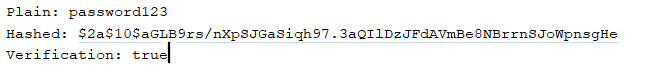 Plain: password123
Hashed: $2a$10$aGLB9rs/nXpSJGaSiqh97.3aQIlDzJFdAVmBe8NBrrnSJoWpnsgHe
Verification: true